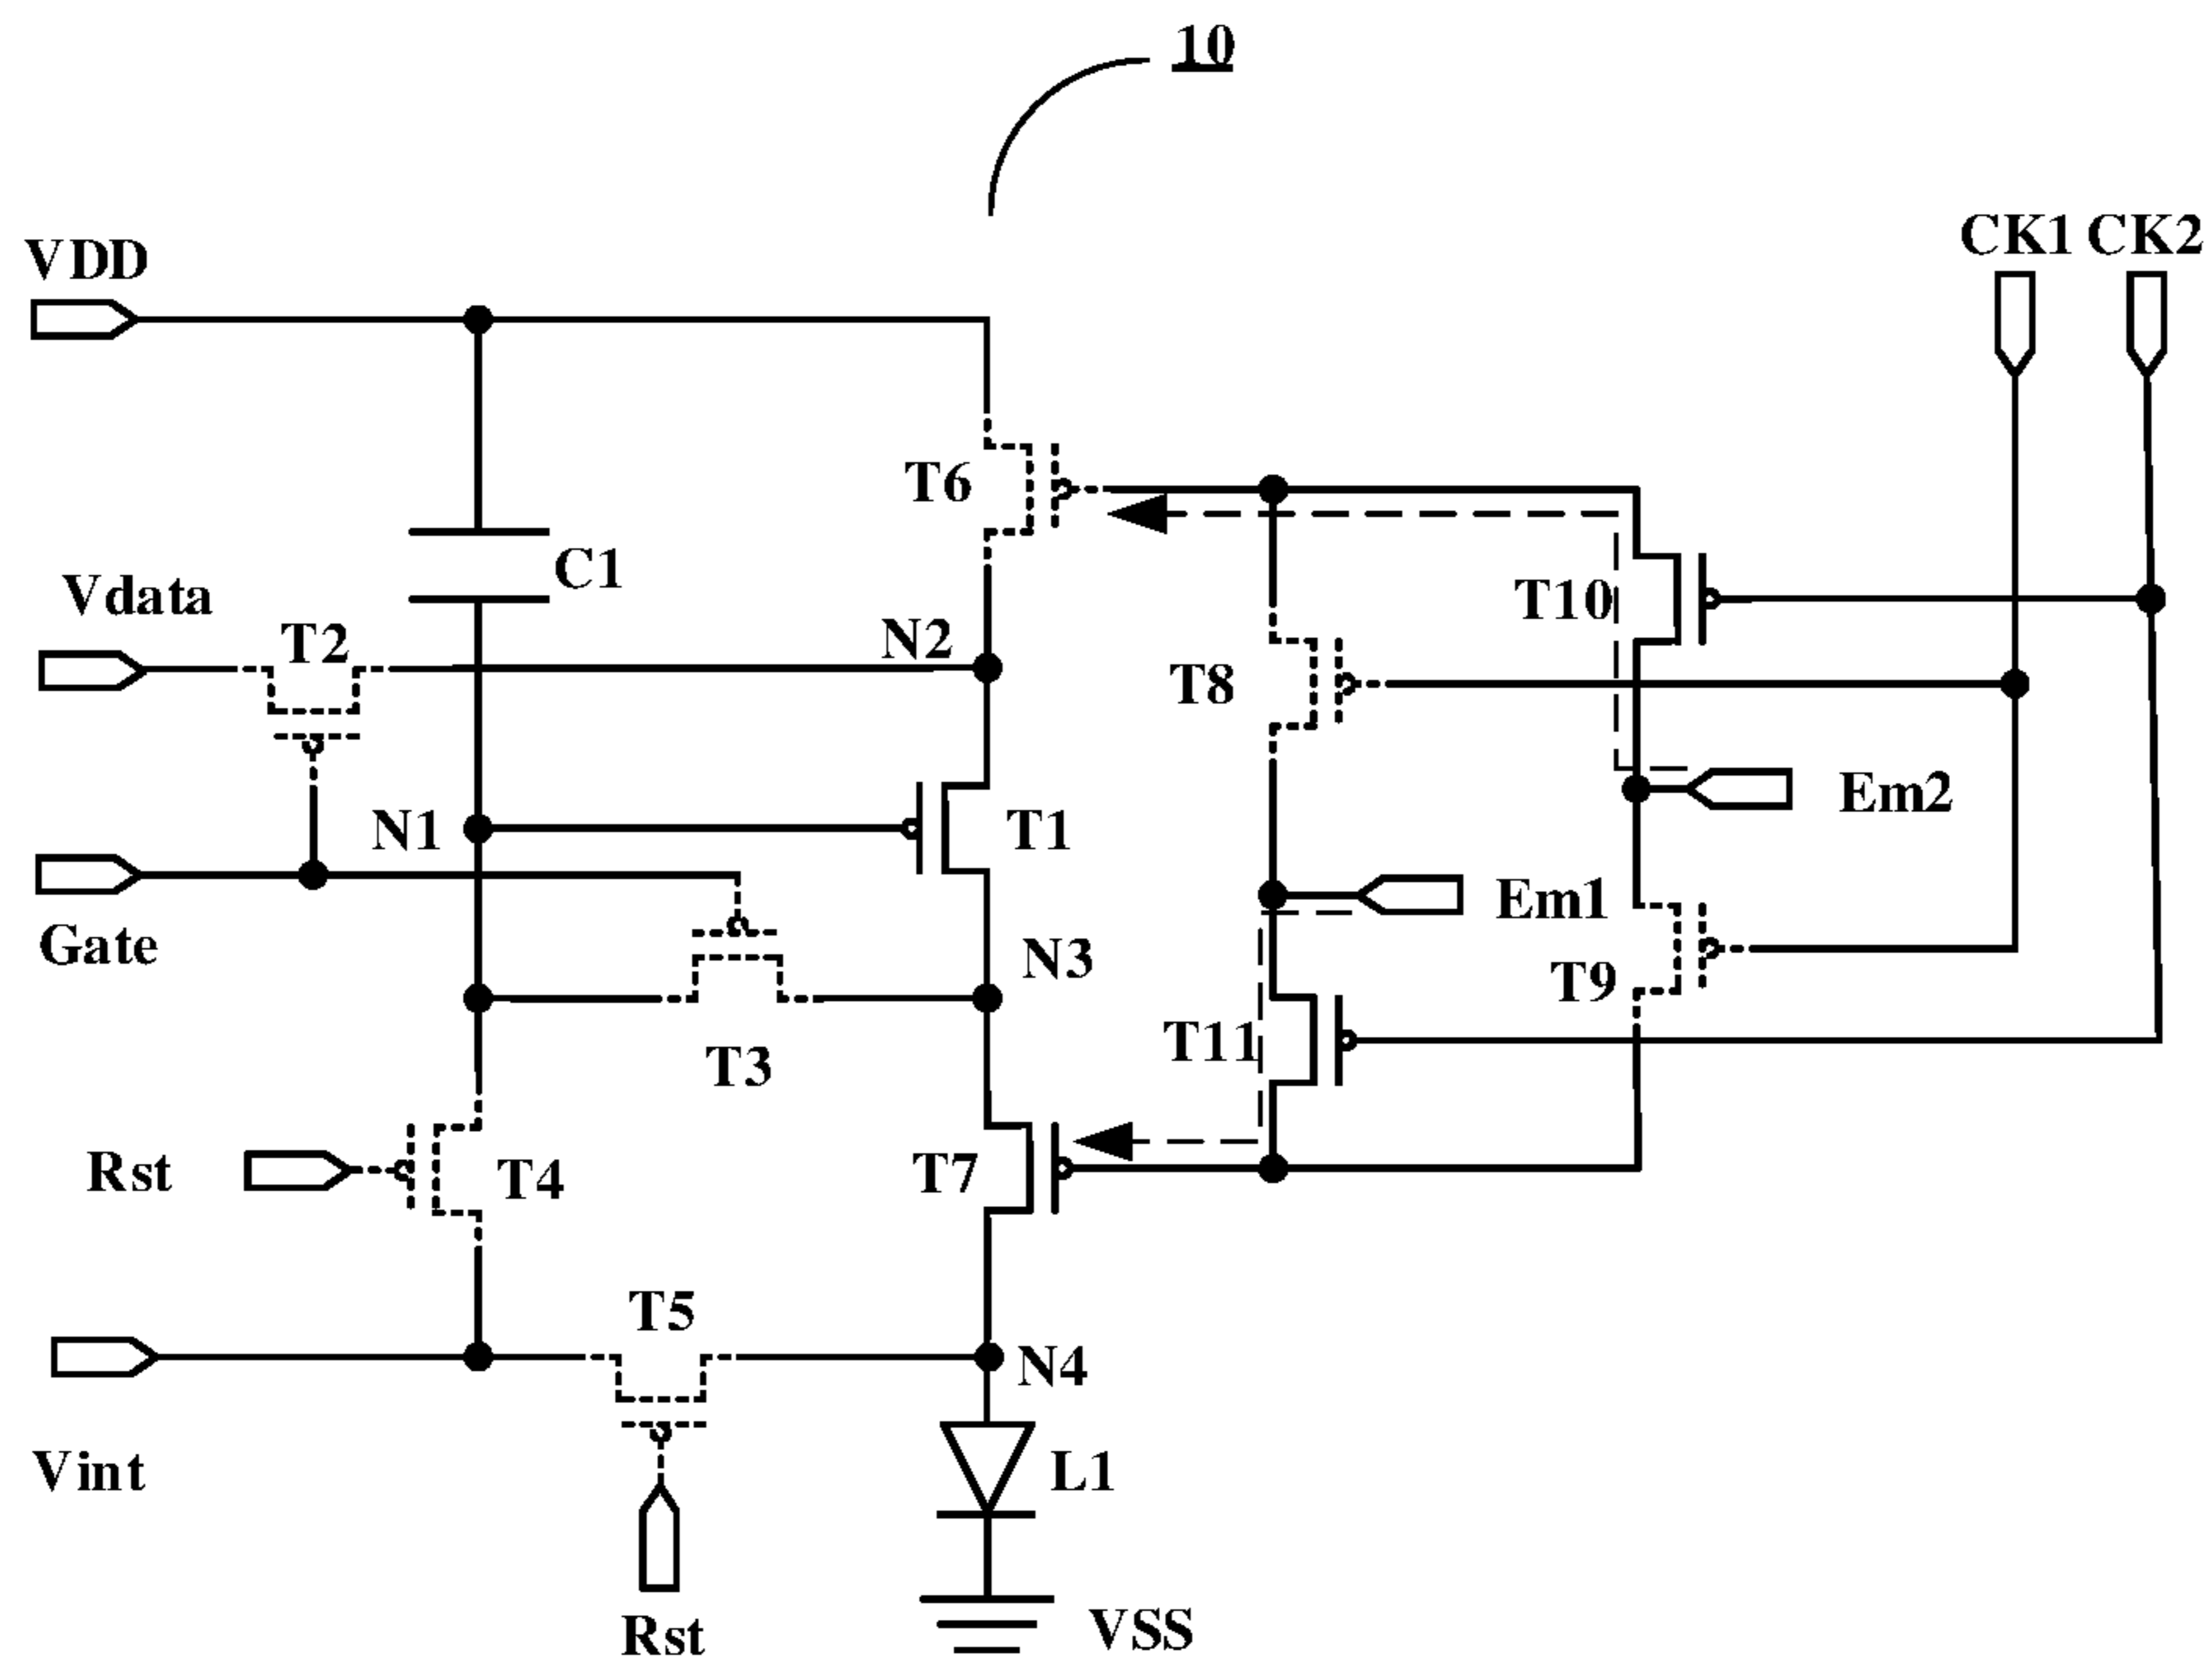 10
CK1 CK2
VDD
T6
C1
T10
Vdata
T2
N2
T8
Em2
N1
T1
Em1
Gate
N3
T9
T11
T3
Rst
T4
T7
T5
N4
Vint
L1
Rst
VSS